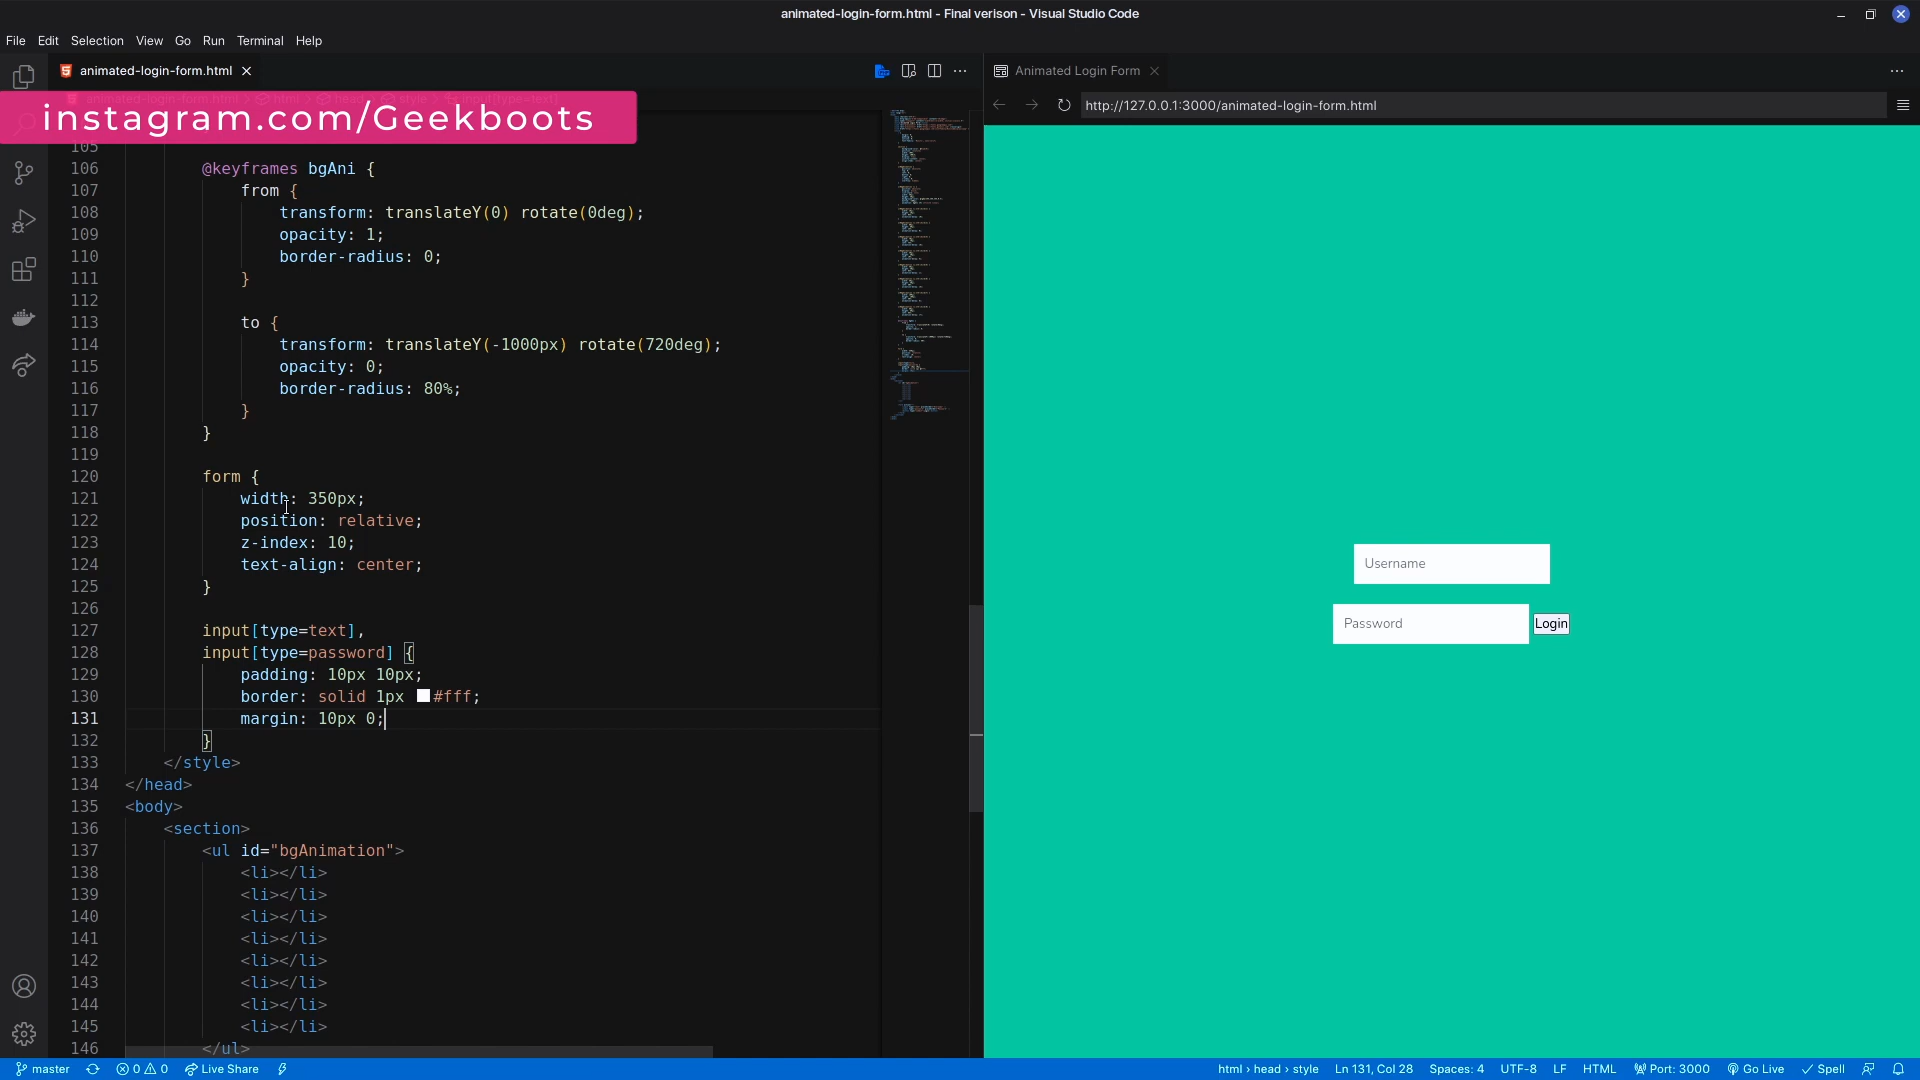 animated-login-form.html - Final verison - Visual Studio Code
File Edit Selection View Go Run Terminal Help
animated-login-form.html
Animated Login Form
http://127.0.0.1:3000/animated-login-form.html
instagram.com/Geekboots
105
106 @keyframes bgAni {
107 from {
108 transform: translateY(0) rotate(0deg);
109 opacity: 1;
110 border-radius: 0;
111 }
112
113 to {
114 transform: translateY(-1000px) rotate(720deg);
115 opacity: 0;
116 border-radius: 80%;
117 }
118 }
119
120 form {
121 width: 350px;
122 position: relative;
123 z-index: 10;
124 text-align: center;
125 }
126
127 input[type=text],
128 input[type=password] {
129 padding: 10px 10px;
130 border: solid 1px #fff;
131 margin: 10px 0;
132 }
133 </style>
134 </head>
135 <body>
136 <section>
137 <ul id="bgAnimation">
138 <li></li>
139 <li></li>
140 <li></li>
141 <li></li>
142 <li></li>
143 <li></li>
144 <li></li>
145 <li></li>
146 </ul>
Username
Password Login
master 0 0 Live Share
html › head › style Ln 131, Col 28 Spaces: 4 UTF-8 LF HTML Port: 3000 Go Live Spell